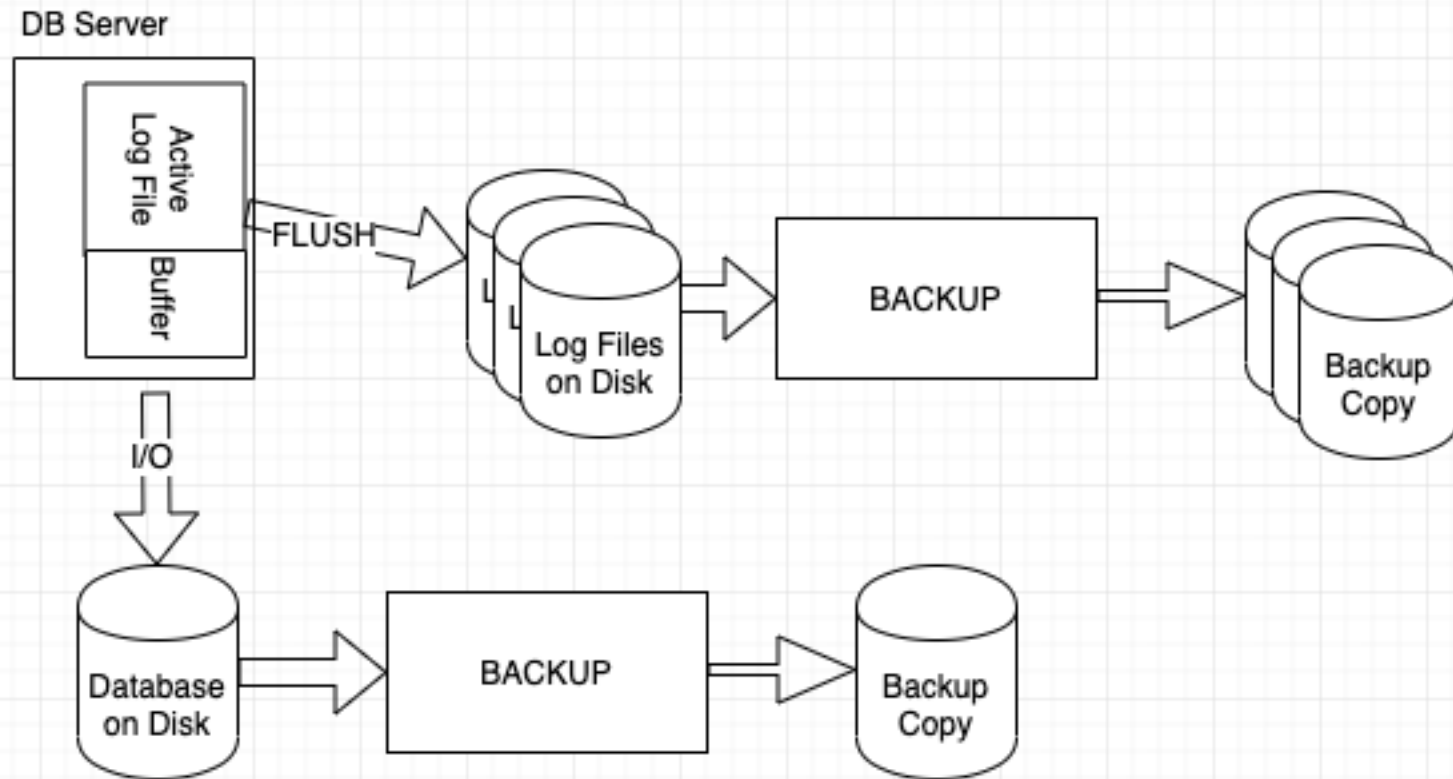 DB Server
Active
Log File
Buffer
FLUSH
I/O
L
L
Log Files
on Disk
BACKUP
Backup
Copy
Database
on Disk
BACKUP
Backup
Copy